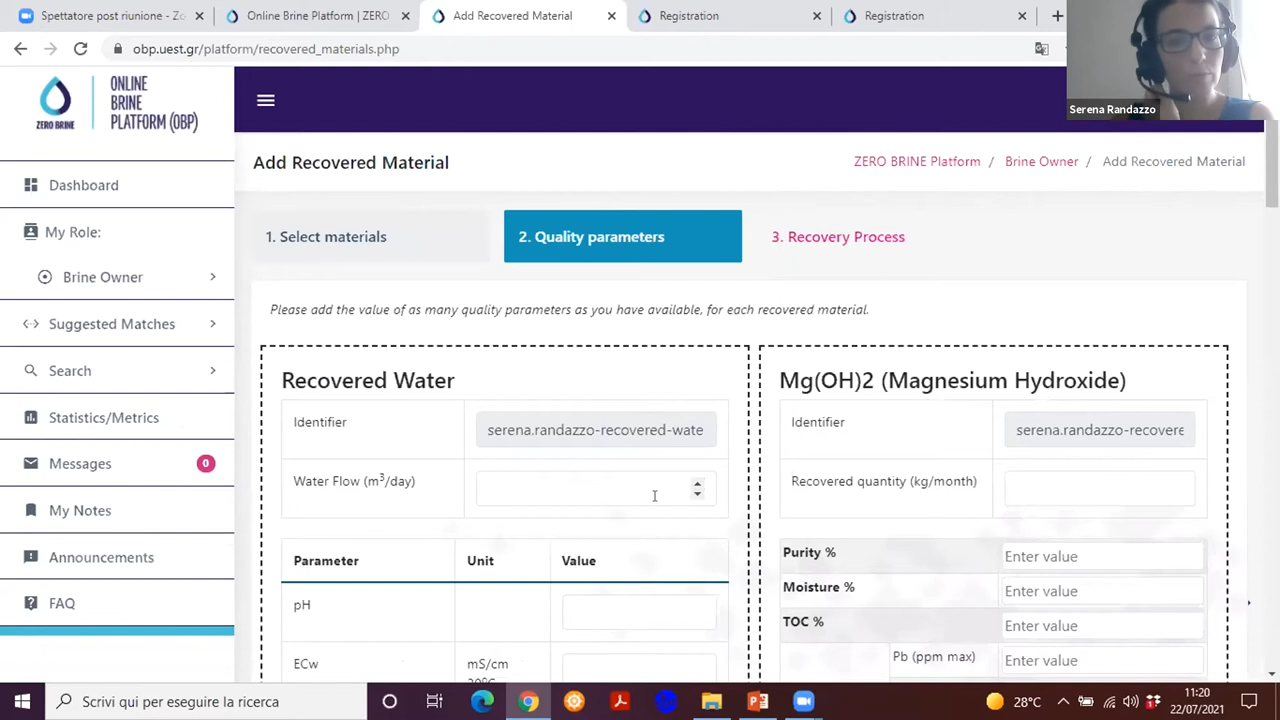 Spettatore post riunione - Zo
Online Brine Platform | ZERO
Add Recovered Material
Registration
Registration
obp.uest.gr/platform/recovered_materials.php
Serena Randazzo
ZERO BRINE
ONLINE
BRINE
PLATFORM (OBP)
Dashboard
My Role:
Brine Owner
Suggested Matches
Search
Statistics/Metrics
Messages
0
My Notes
Announcements
FAQ
Add Recovered Material
ZERO BRINE Platform / Brine Owner / Add Recovered Material
1. Select materials
2. Quality parameters
3. Recovery Process
Please add the value of as many quality parameters as you have available, for each recovered material.
Recovered Water
Identifier
serena.randazzo-recovered-wate
Water Flow (m³/day)
Parameter Unit Value
pH
ECw
mS/cm
20ºC
Mg(OH)2 (Magnesium Hydroxide)
Identifier
serena.randazzo-recovere
Recovered quantity (kg/month)
Purity % Enter value
Moisture % Enter value
TOC % Enter value
Pb (ppm max) Enter value
Scrivi qui per eseguire la ricerca
28°C
11:20
22/07/2021